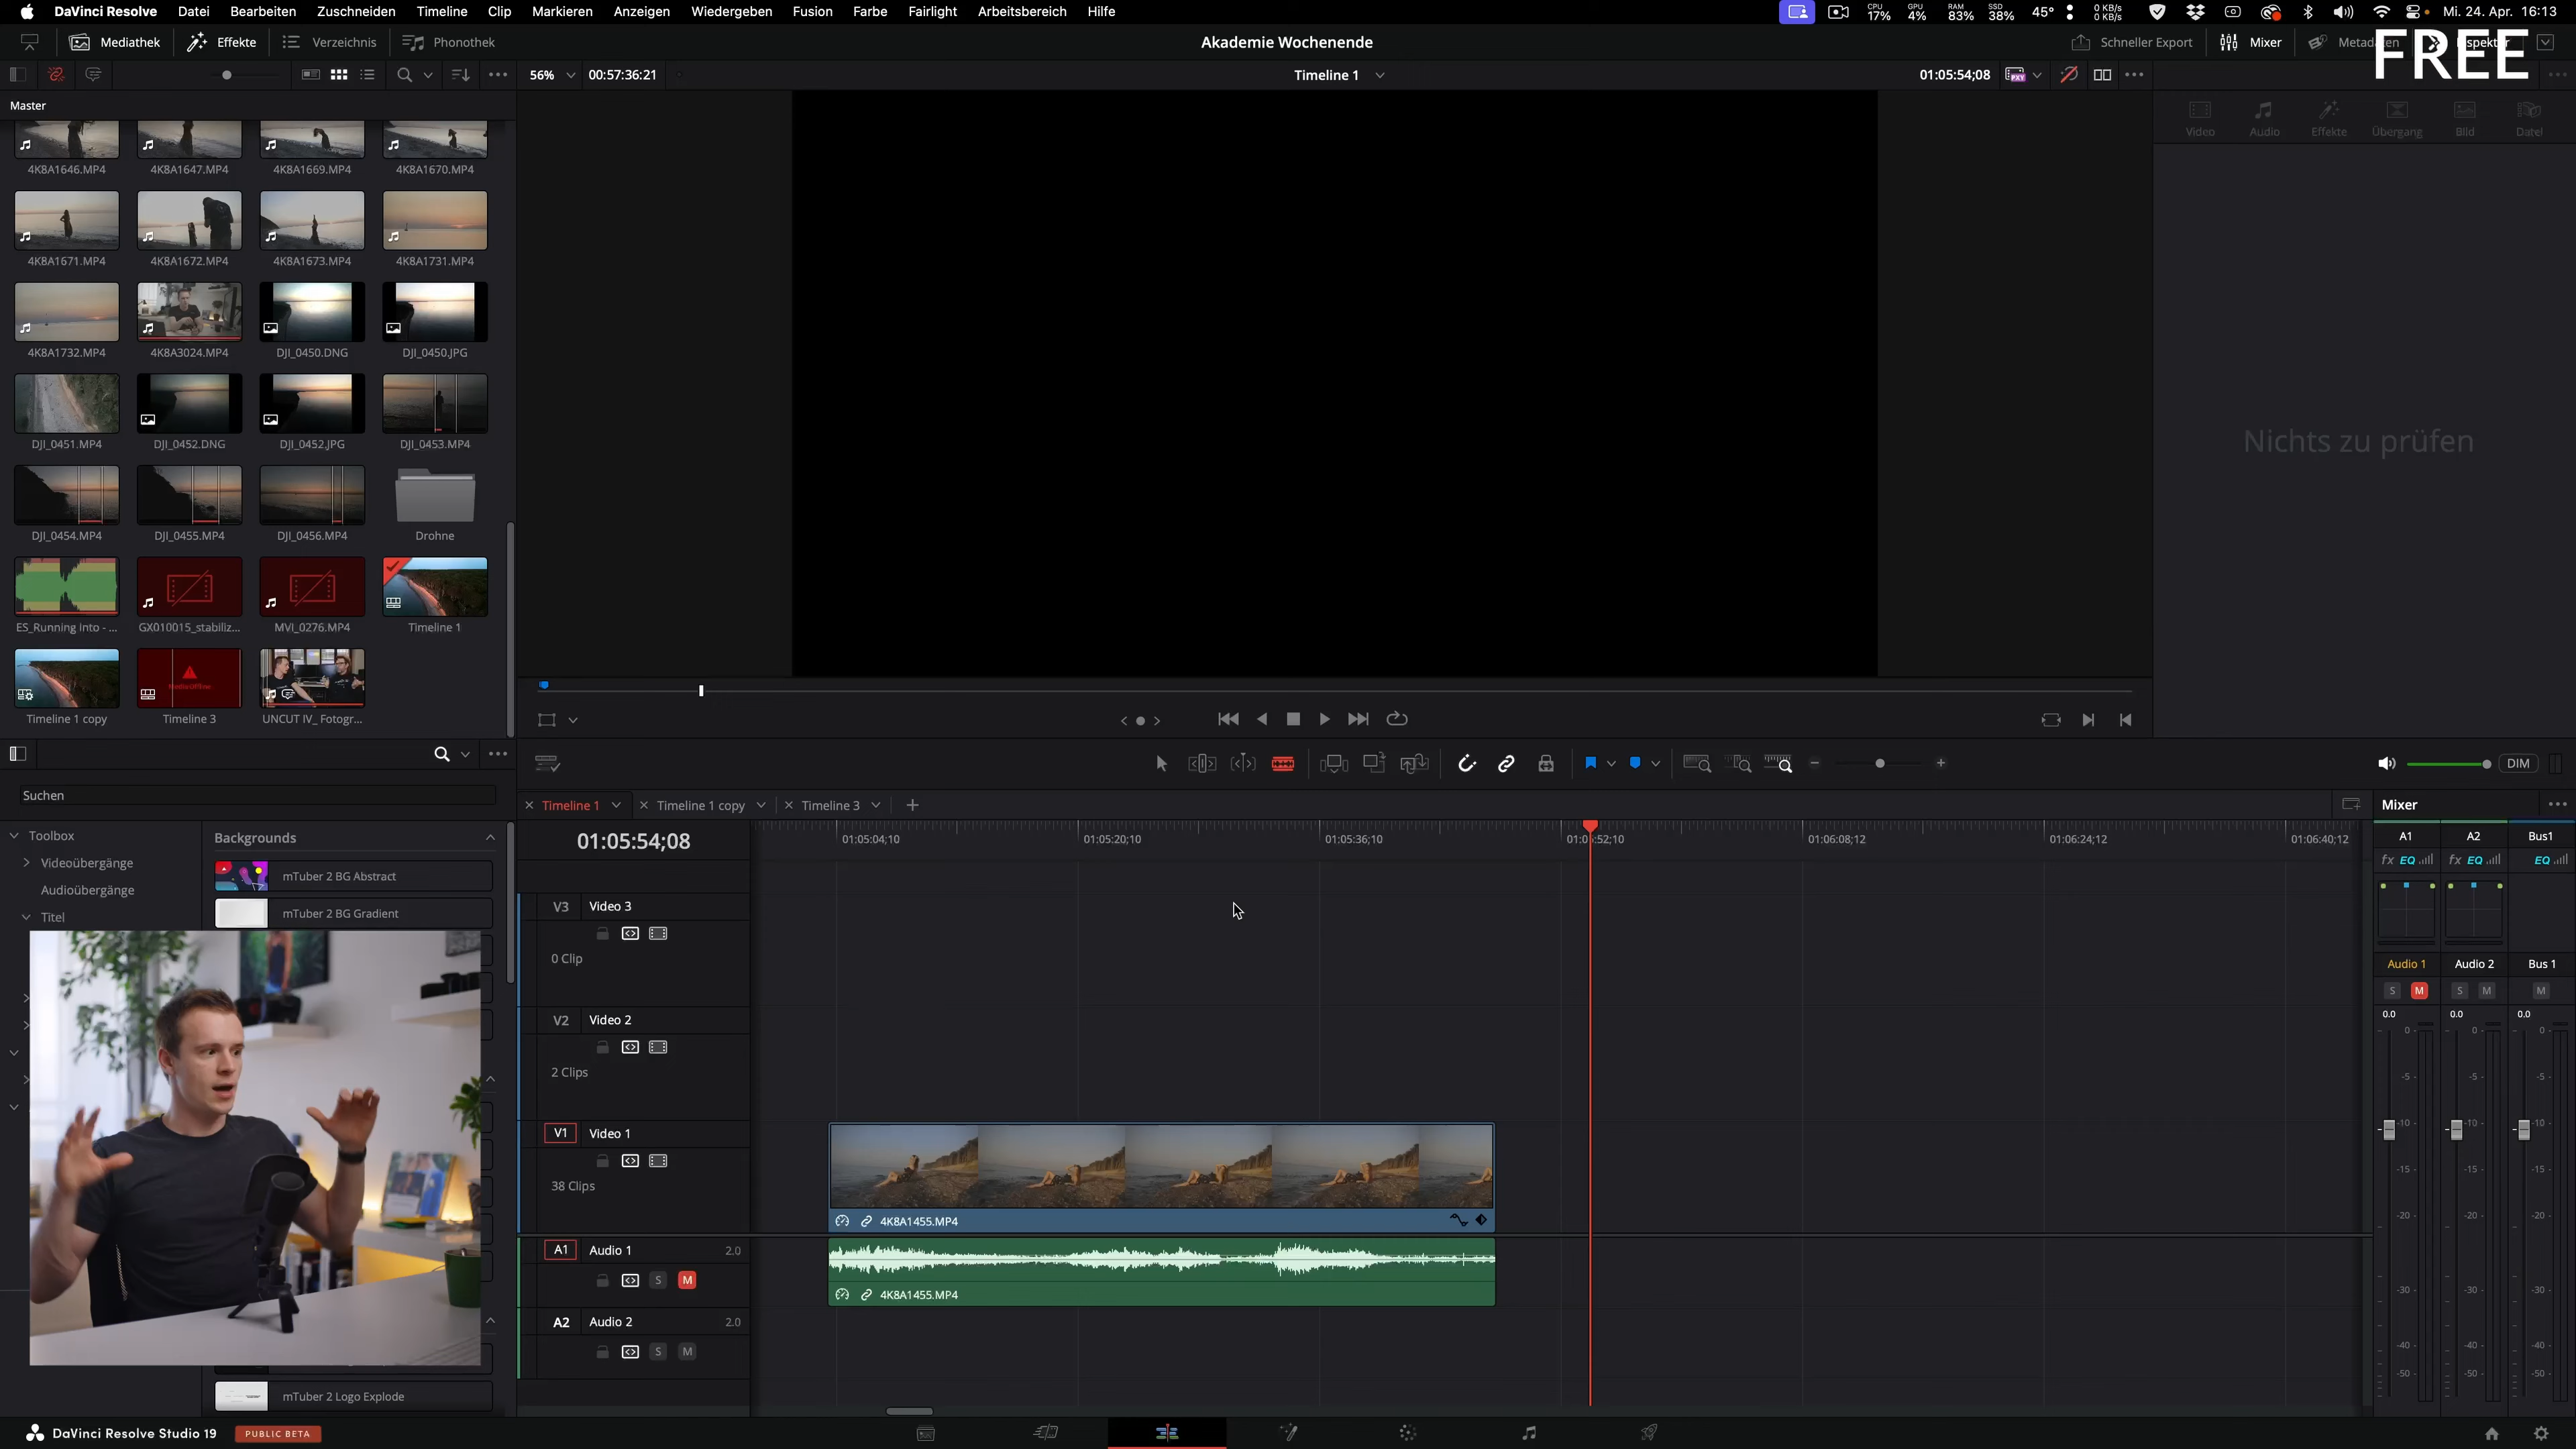 DaVinci Resolve Datei Bearbeiten Zuschneiden Timeline Clip Markieren Anzeigen Wiedergeben Fusion Farbe Fairlight Arbeitsbereich Hilfe
CPU 17% GPU 4% RAM 83% SSD 38% 45° 0 KB/s 0 KB/s Mi. 24. Apr. 16:13
Mediathek Effekte Verzeichnis Phonothek Akademie Wochenende Schneller Export Mixer Metadaten Inspektor
FREE
56% 00:57:36:21 Timeline 1 01:05:54;08
Master
Video Audio Effekte Übergang Bild Datei
4K8A1646.MP4 4K8A1647.MP4 4K8A1669.MP4 4K8A1670.MP4
4K8A1671.MP4 4K8A1672.MP4 4K8A1673.MP4 4K8A1731.MP4
4K8A1732.MP4 4K8A3024.MP4 DJI_0450.DNG DJI_0450.JPG
DJI_0451.MP4 DJI_0452.DNG DJI_0452.JPG DJI_0453.MP4
Nichts zu prüfen
DJI_0454.MP4 DJI_0455.MP4 DJI_0456.MP4 Drohne
ES_Running Into - ... GX010015_stabiliz... MVI_0276.MP4 Timeline 1
Media Offline
Timeline 1 copy Timeline 3 UNCUT IV_ Fotogr...
DIM
Suchen
Timeline 1 Timeline 1 copy Timeline 3
Mixer
Toolbox
Videoübergänge
Audioübergänge
Titel
Backgrounds
mTuber 2 BG Abstract
mTuber 2 BG Gradient
mTuber 2 Logo Explode
01:05:54;08
01:05:04;10 01:05:20;10 01:05:36;10 01:05:52;10 01:06:08;12 01:06:24;12 01:06:40;12
V3 Video 3
0 Clip
V2 Video 2
2 Clips
V1 Video 1
38 Clips
4K8A1455.MP4
A1 Audio 1 2.0
S M
4K8A1455.MP4
A2 Audio 2 2.0
S M
A1 A2 Bus1
fx EQ fx EQ EQ
Audio 1 Audio 2 Bus 1
S M S M M
0.0 0.0 0.0
0- 0- 0-
-5- -5- -5-
-10- -10- -10-
-15- -15- -15-
-20- -20- -20-
-30- -30- -30-
-40- -40- -40-
-50- -50- -50-
DaVinci Resolve Studio 19 PUBLIC BETA